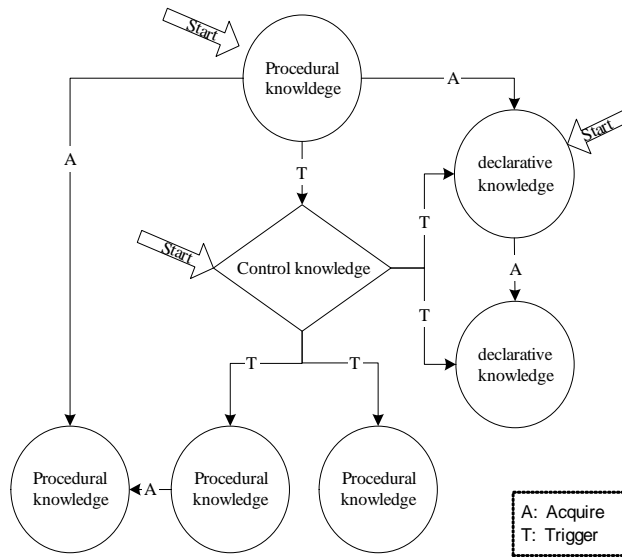 Start
Procedural
knowldege
A
Start
declarative
knowledge
A
T
T
Start
Control knowledge
A
T
declarative
knowledge
T
T
Procedural
knowledge
A
Procedural
knowledge
Procedural
knowledge
A: Acquire
T: Trigger